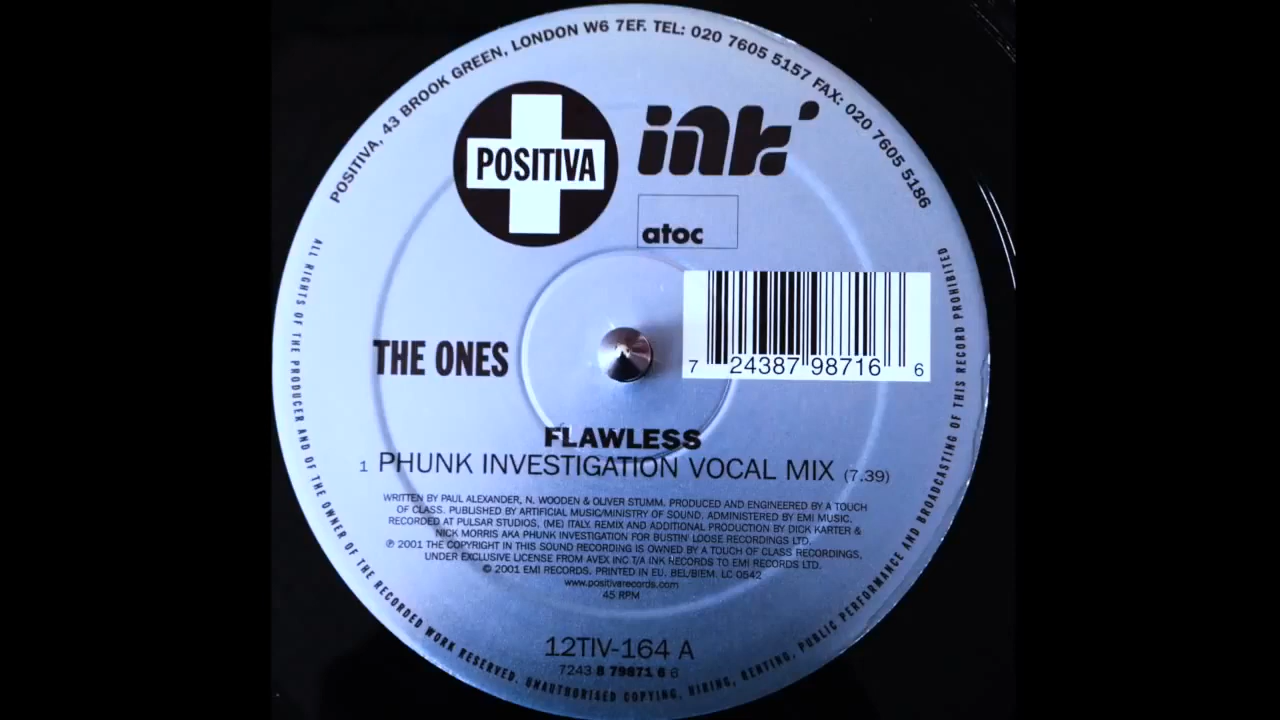 POSITIVA, 43 BROOK GREEN, LONDON W6 7EF. TEL: 020 7605 5157 FAX: 020 7605 5186
POSITIVA
ink
atoc
7 24387 98716 6
THE ONES
FLAWLESS
1 PHUNK INVESTIGATION VOCAL MIX (7.39)
WRITTEN BY PAUL ALEXANDER, N. WOODEN & OLIVER STUMM. PRODUCED AND ENGINEERED BY A TOUCH
OF CLASS. PUBLISHED BY ARTIFICIAL MUSIC/MINISTRY OF SOUND. ADMINISTERED BY EMI MUSIC.
RECORDED AT PULSAR STUDIOS, (ME) ITALY. REMIX AND ADDITIONAL PRODUCTION BY DICK KARTER &
NICK MORRIS AKA PHUNK INVESTIGATION FOR BUSTIN' LOOSE RECORDINGS LTD.
℗ 2001 THE COPYRIGHT IN THIS SOUND RECORDING IS OWNED BY A TOUCH OF CLASS RECORDINGS,
UNDER EXCLUSIVE LICENSE FROM AVEX INC T/A INK RECORDS TO EMI RECORDS LTD.
© 2001 EMI RECORDS. PRINTED IN EU. BEL/BIEM. LC 0542
www.positivarecords.com
45 RPM
12TIV-164 A
7243 8 79871 6 6
ALL RIGHTS OF THE PRODUCER AND OF THE OWNER OF THE RECORDED WORK RESERVED. UNAUTHORISED COPYING, HIRING, RENTING, PUBLIC PERFORMANCE AND BROADCASTING OF THIS RECORD PROHIBITED